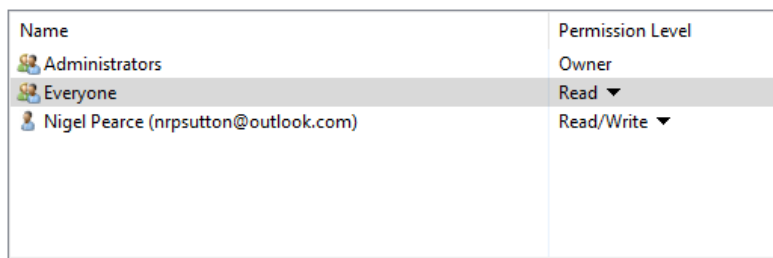 Name Permission Level
Administrators Owner
Everyone Read
Nigel Pearce (nrpsutton@outlook.com) Read/Write